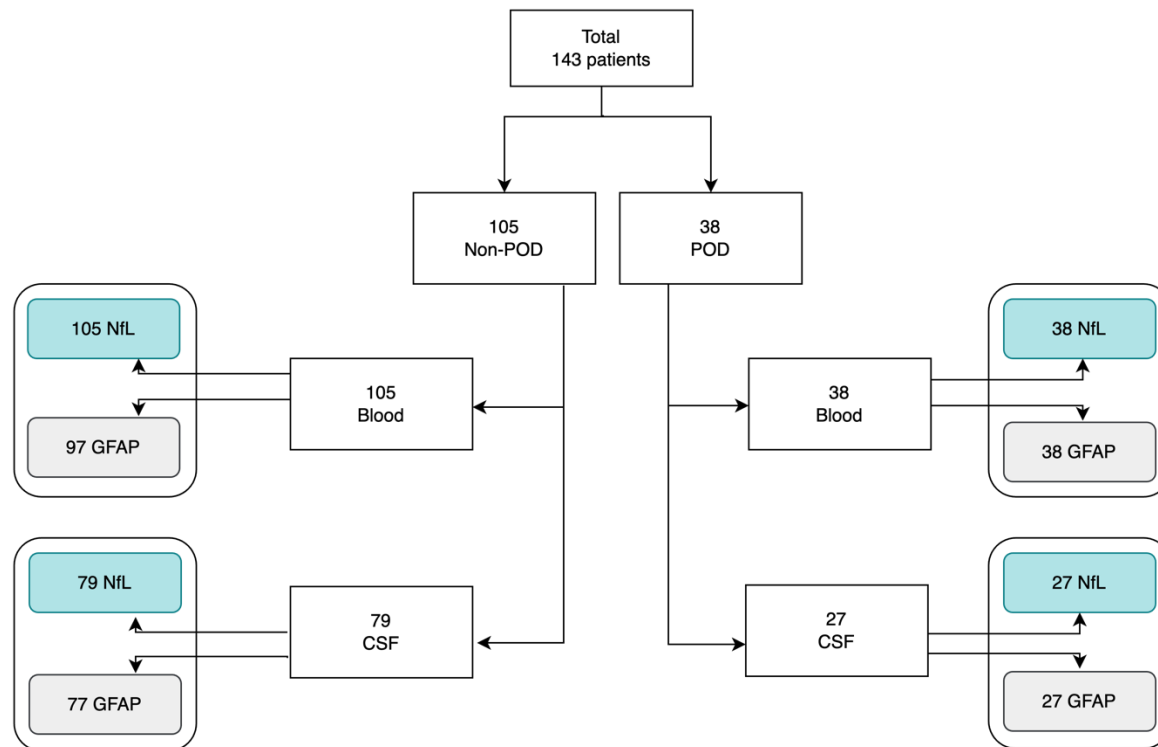 Total
143 patients
105
Non-POD
38
POD
105 NfL
97 GFAP
105
Blood
38
Blood
38 NfL
38 GFAP
79 NfL
77 GFAP
79
CSF
27
CSF
27 NfL
27 GFAP